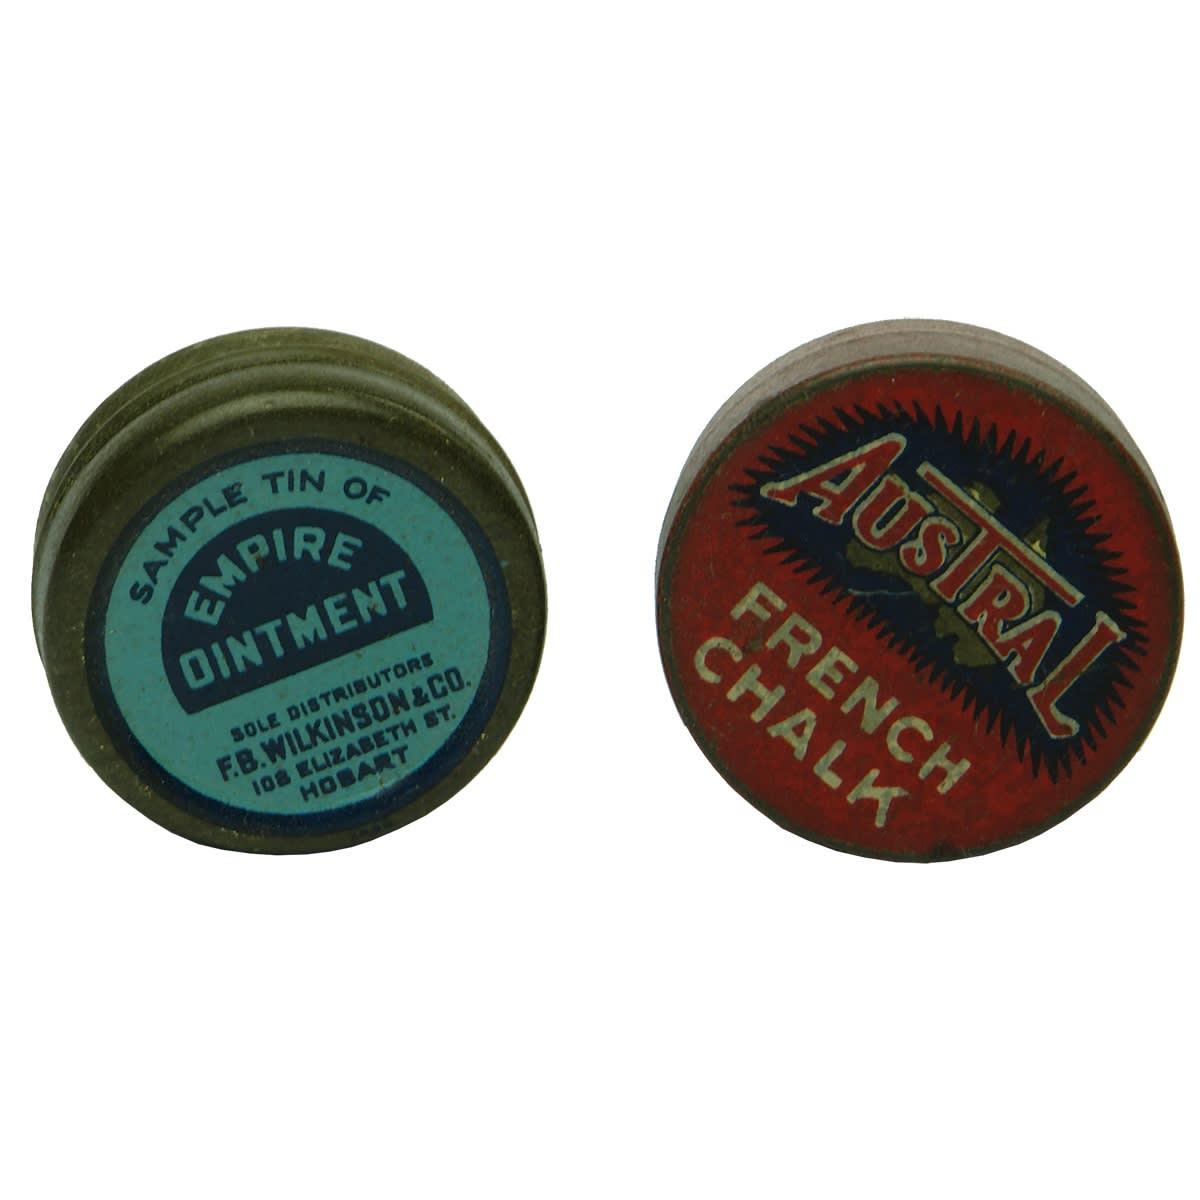 SAMPLE TIN OF
EMPIRE
OINTMENT
SOLE DISTRIBUTORS
F.B. WILKINSON & CO.
108 ELIZABETH ST.
HOBART
AUSTRAL
FRENCH
CHALK